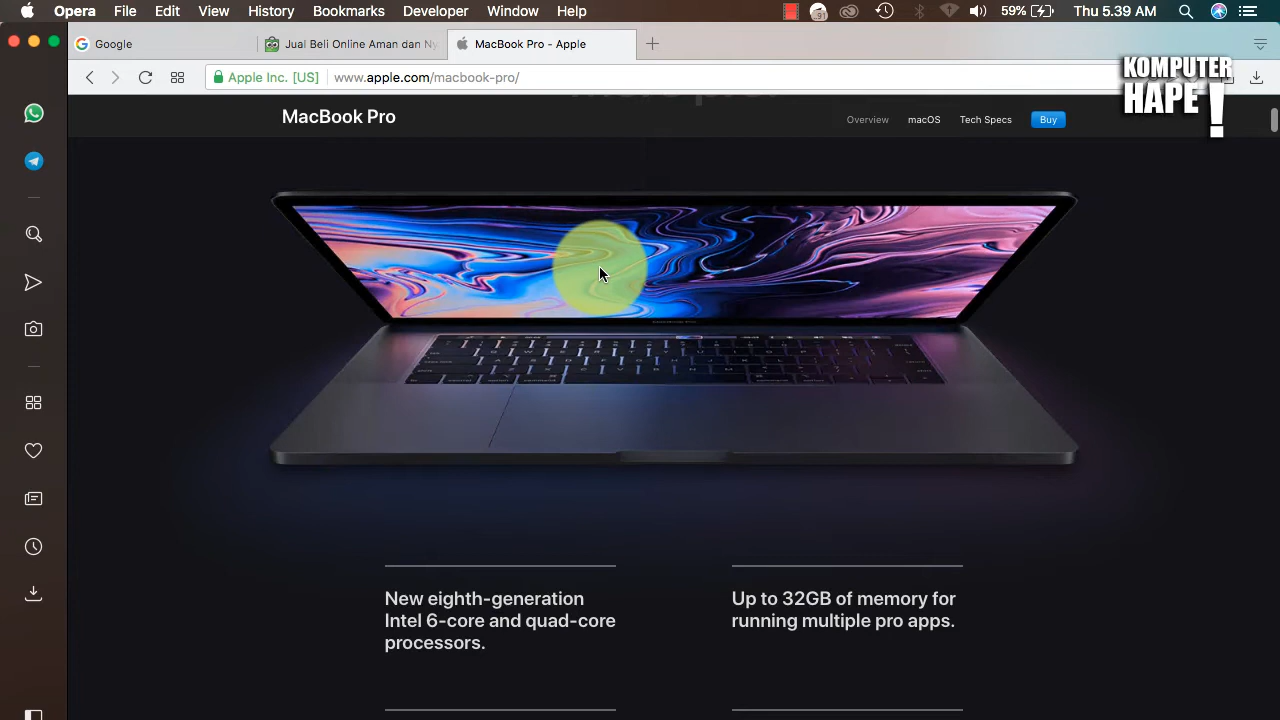 Opera File Edit View History Bookmarks Developer Window Help 59% Thu 5.39 AM
Google Jual Beli Online Aman dan Ny MacBook Pro - Apple
Apple Inc. [US] www.apple.com/macbook-pro/
KOMPUTER
HAPE!
MacBook Pro Overview macOS Tech Specs Buy
New eighth-generation
Intel 6-core and quad-core
processors.
Up to 32GB of memory for
running multiple pro apps.